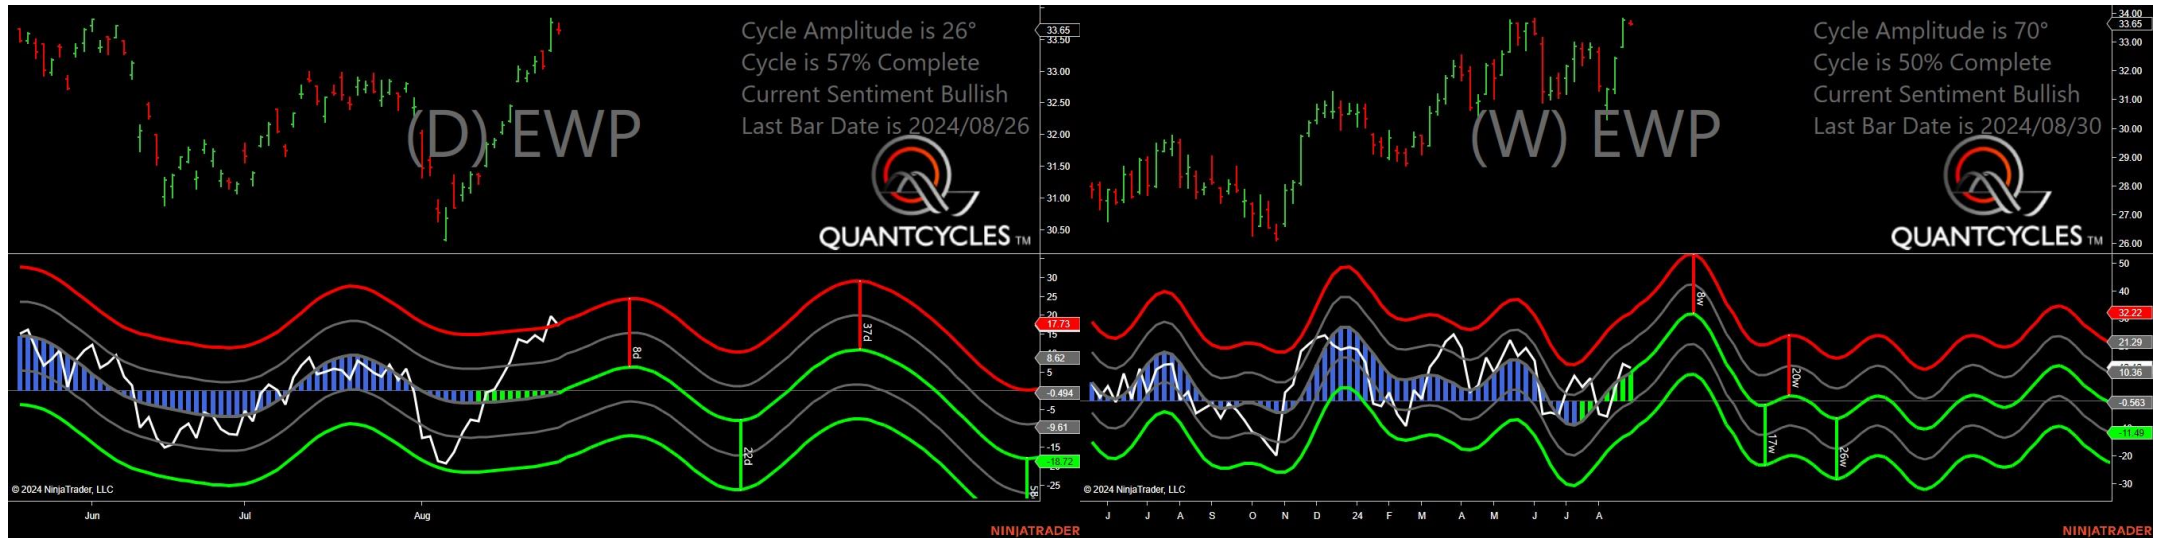 Cycle Amplitude is 26°
Cycle is 57% Complete
Current Sentiment Bullish
Last Bar Date is 2024/08/26
(D) EWP
QUANTCYCLES TM
33.65
33.50
33.00
32.50
32.00
31.50
31.00
30.50
30
25
20
17.73
15
8.62
5
-0.494
-5
-9.61
-15
-18.72
-25
8d
22d
37d
58
© 2024 NinjaTrader, LLC
Jun
Jul
Aug
NINJATRADER
Cycle Amplitude is 70°
Cycle is 50% Complete
Current Sentiment Bullish
Last Bar Date is 2024/08/30
(W) EWP
QUANTCYCLES TM
34.00
33.65
33.00
32.00
31.00
30.00
29.00
28.00
27.00
26.00
50
40
32.22
21.29
10.36
-0.563
-11.49
-20
-30
8w
20w
17w
26w
© 2024 NinjaTrader, LLC
J
J
A
S
O
N
D
24
F
M
A
M
J
J
A
NINJATRADER